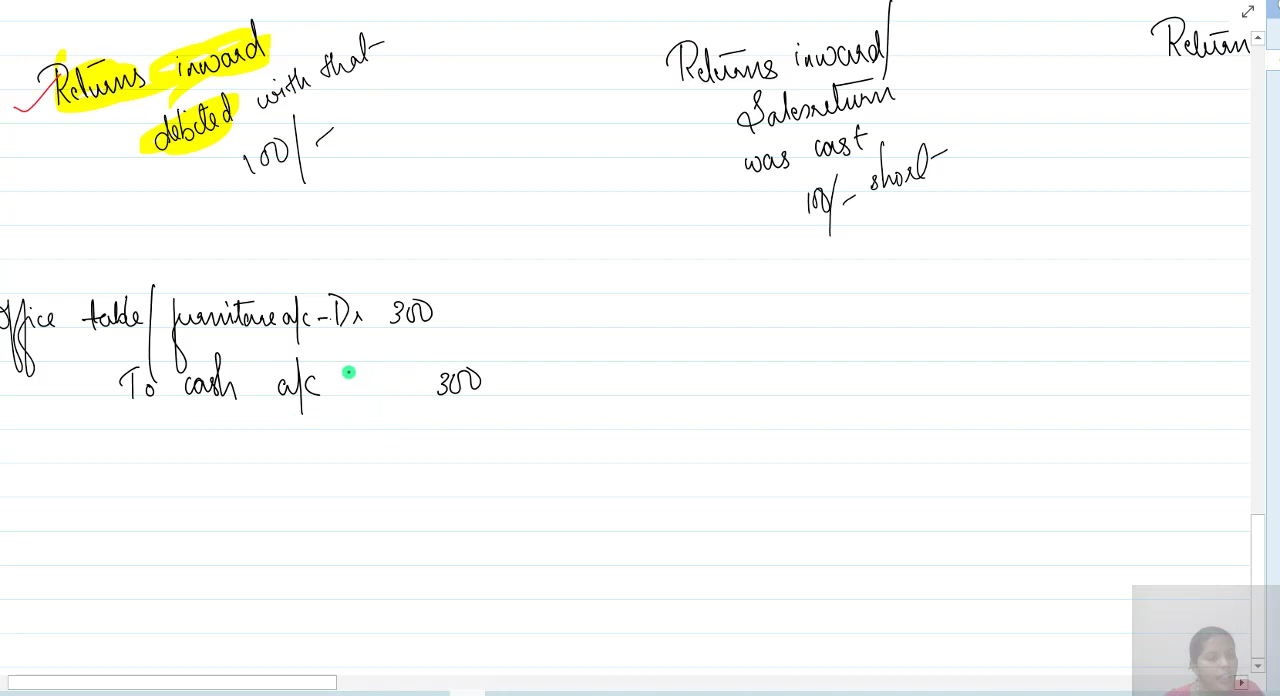 Returns inward
debited with that
100/-
Returns inward/
Salesreturn
was cast
100/- short
Return
Office table/furniture a/c - Dr 300
To cash a/c 300